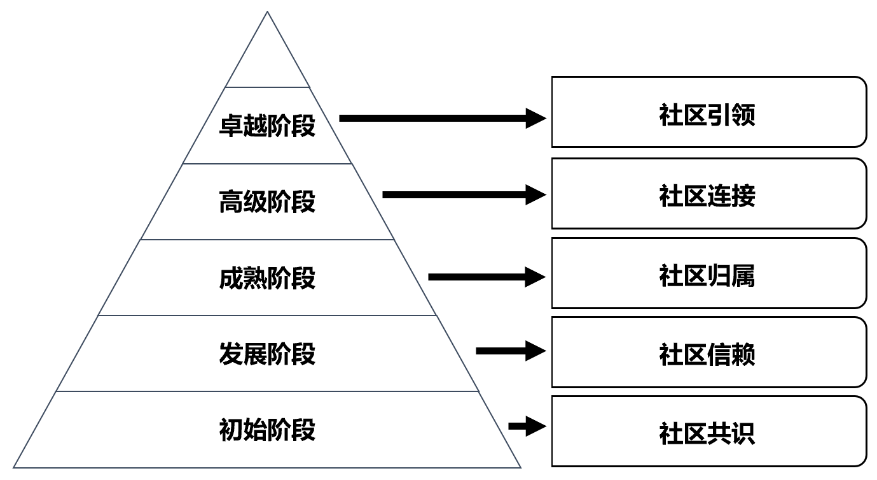 卓越阶段
社区引领
高级阶段
社区连接
成熟阶段
社区归属
发展阶段
社区信赖
初始阶段
社区共识